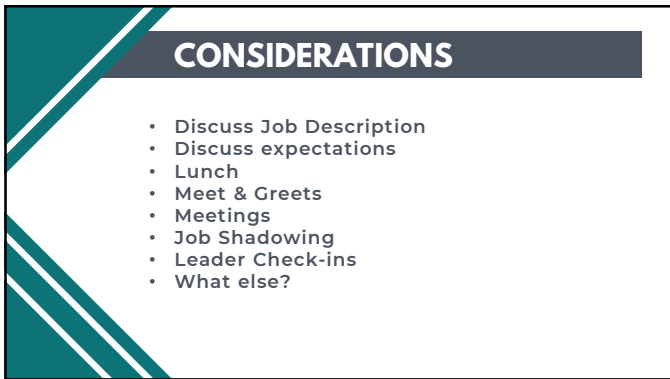 CONSIDERATIONS
• Discuss Job Description
• Discuss expectations
• Lunch
• Meet & Greets
• Meetings
• Job Shadowing
• Leader Check-ins
• What else?